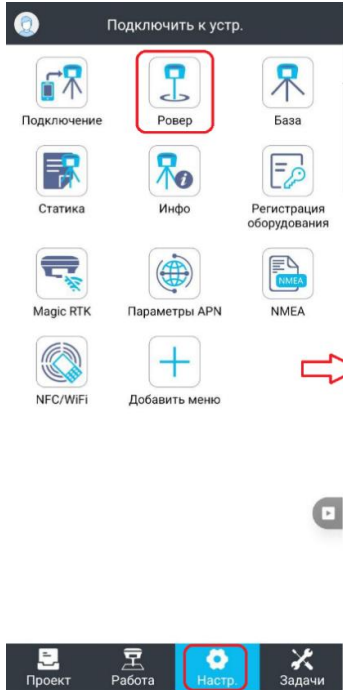 Подключить к устр.
Подключение
Ровер
База
Статика
Инфо
Регистрация
оборудования
Magic RTK
Параметры APN
NMEA
NMEA
NFC/WiFi
Добавить меню
Проект
Работа
Настр.
Задачи